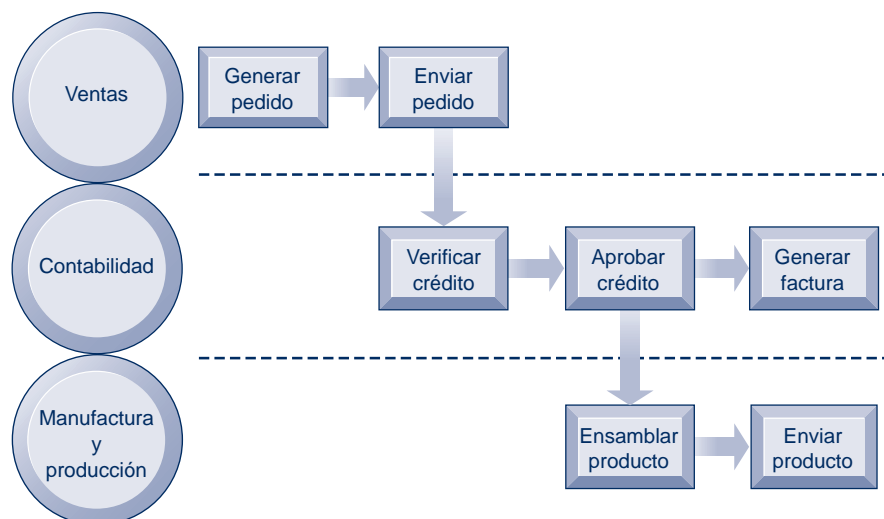 Ventas
Generar
pedido
Enviar
pedido
Contabilidad
Verificar
crédito
Aprobar
crédito
Generar
factura
Manufactura
y
producción
Ensamblar
producto
Enviar
producto